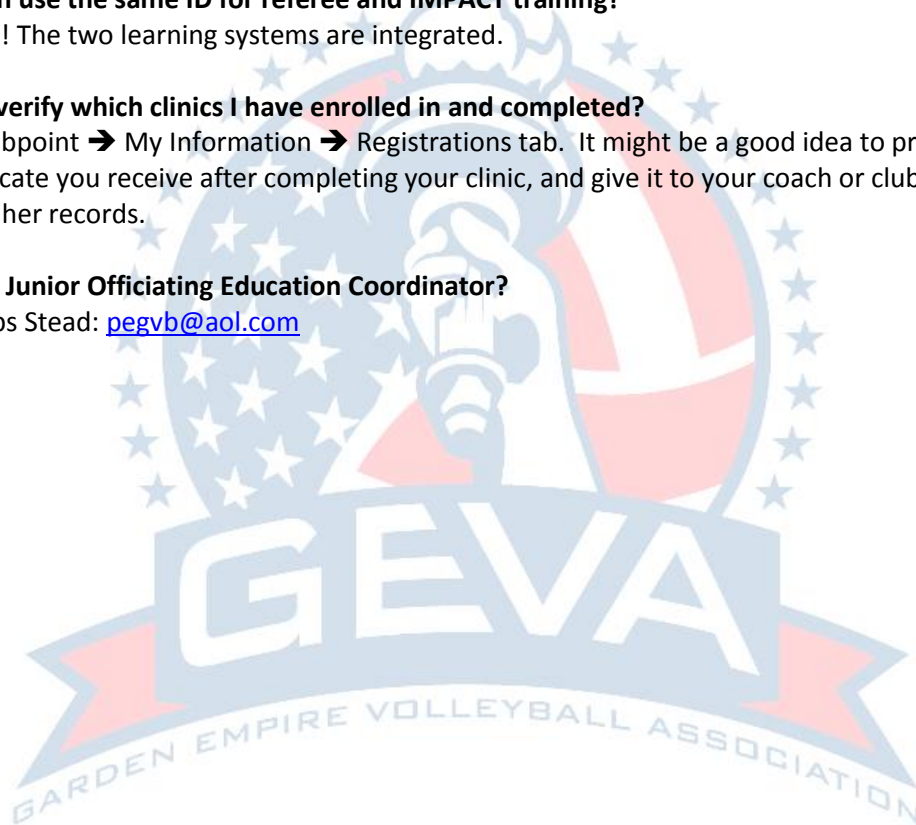 use the same ID for referee and IMPACT training?
! The two learning systems are integrated.
verify which clinics I have enrolled in and completed?
bpoint ➔ My Information ➔ Registrations tab. It might be a good idea to pr
cate you receive after completing your clinic, and give it to your coach or club
her records.
Junior Officiating Education Coordinator?
Stead: pegvb@aol.com
GEVA
GARDEN EMPIRE VOLLEYBALL ASSOCIATION